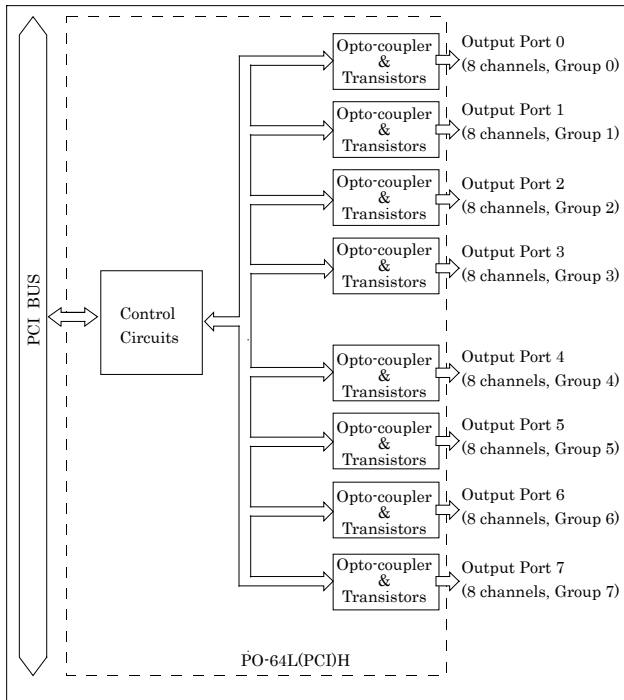 Opto-coupler
&
Transistors
Output Port 0
(8 channels, Group 0)
Opto-coupler
&
Transistors
Output Port 1
(8 channels, Group 1)
Opto-coupler
&
Transistors
Output Port 2
(8 channels, Group 2)
Opto-coupler
&
Transistors
Output Port 3
(8 channels, Group 3)
PCI BUS
Control
Circuits
Opto-coupler
&
Transistors
Output Port 4
(8 channels, Group 4)
Opto-coupler
&
Transistors
Output Port 5
(8 channels, Group 5)
Opto-coupler
&
Transistors
Output Port 6
(8 channels, Group 6)
Opto-coupler
&
Transistors
Output Port 7
(8 channels, Group 7)
PO-64L(PCI)H